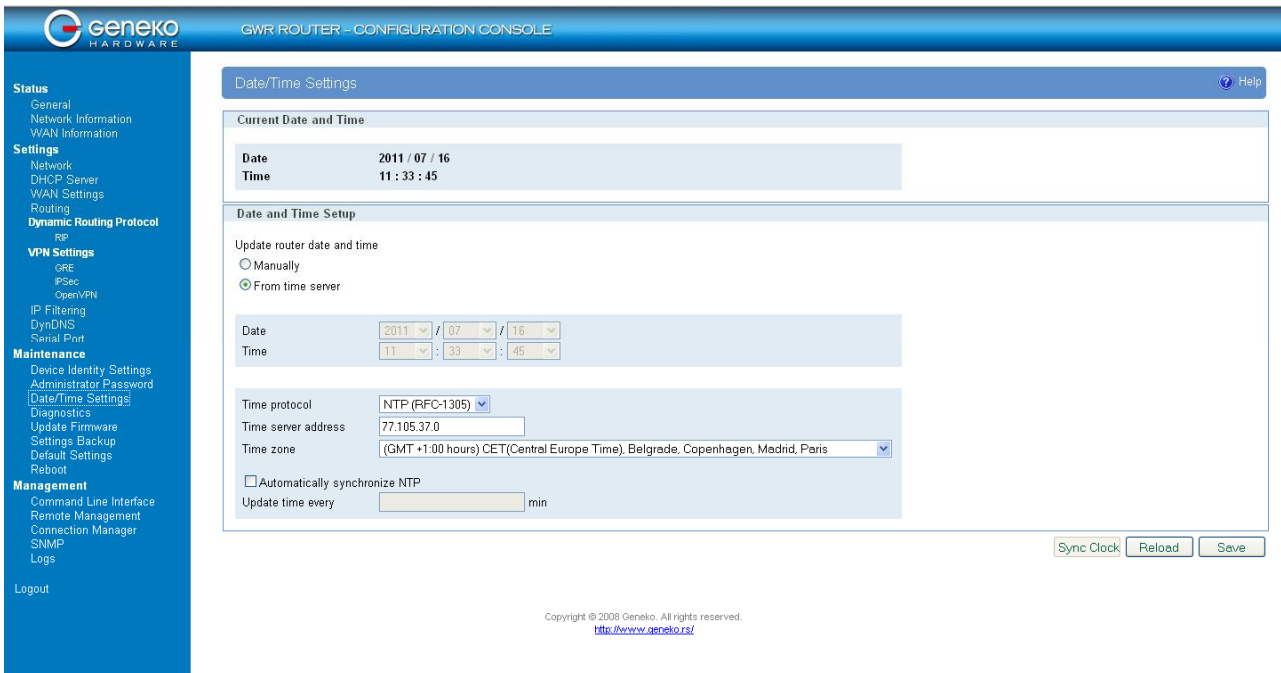 GENEKO
HARDWARE
GWR ROUTER - CONFIGURATION CONSOLE
Status
General
Network Information
WAN Information
Settings
Network
DHCP Server
WAN Settings
Routing
Dynamic Routing Protocol
RIP
VPN Settings
GRE
IPSec
OpenVPN
IP Filtering
DynDNS
Serial Port
Maintenance
Device Identity Settings
Administrator Password
Date/Time Settings
Diagnostics
Update Firmware
Settings Backup
Default Settings
Reboot
Management
Command Line Interface
Remote Management
Connection Manager
SNMP
Logs
Logout
Date/Time Settings
? Help
Current Date and Time
Date 2011 / 07 / 16
Time 11 : 33 : 45
Date and Time Setup
Update router date and time
Manually
From time server
Date 2011 / 07 / 16
Time 11 : 33 : 45
Time protocol NTP (RFC-1305)
Time server address 77.105.37.0
Time zone (GMT +1:00 hours) CET(Central Europe Time), Belgrade, Copenhagen, Madrid, Paris
Automatically synchronize NTP
Update time every min
Sync Clock Reload Save
Copyright © 2008 Geneko. All rights reserved.
http://www.geneko.rs/